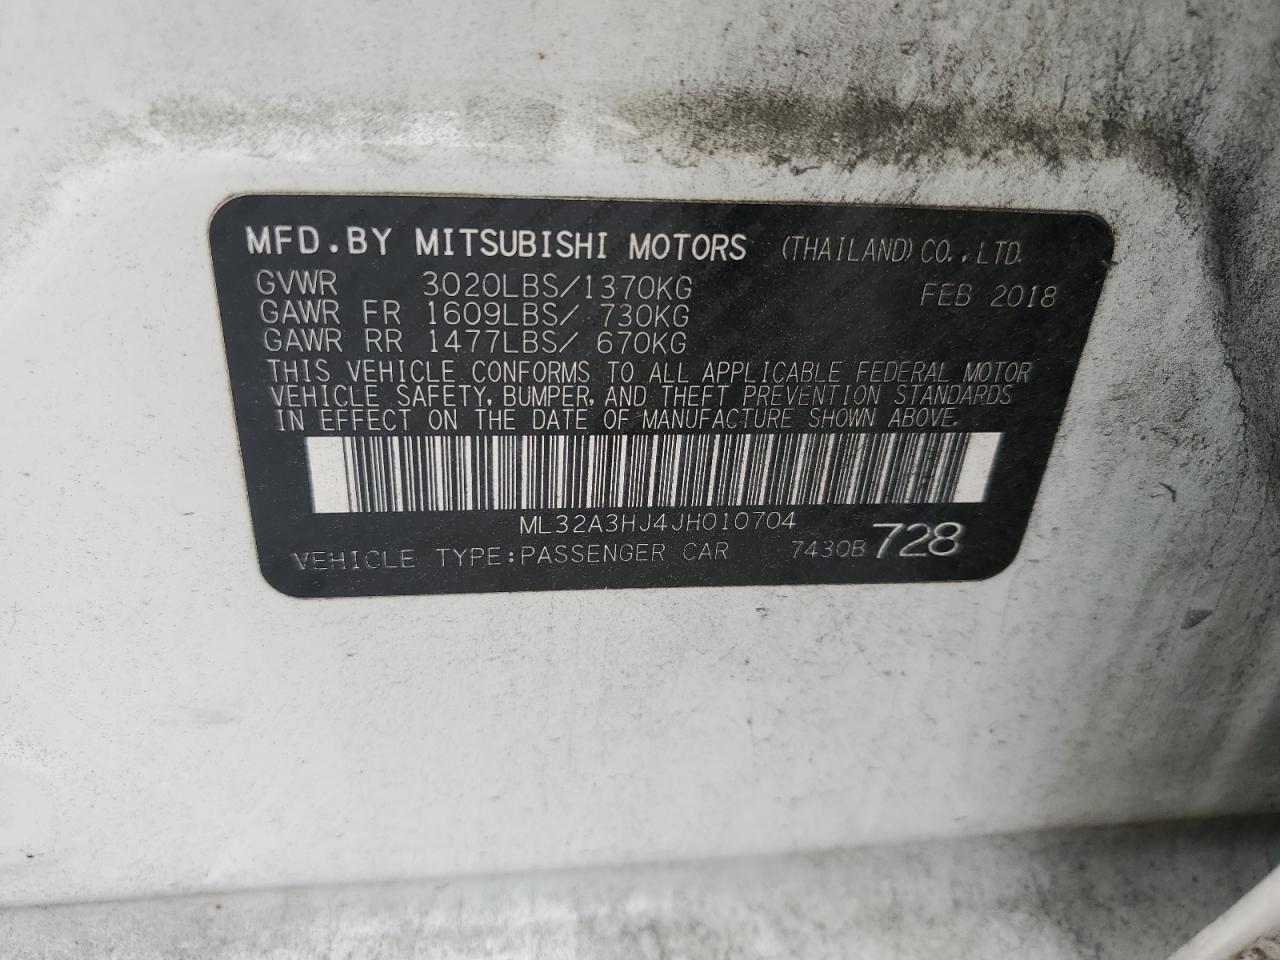 MFD.BY MITSUBISHI MOTORS (THAILAND) CO.,LTD.
GVWR 3020LBS/1370KG FEB 2018
GAWR FR 1609LBS/ 730KG
GAWR RR 1477LBS/ 670KG
THIS VEHICLE CONFORMS TO ALL APPLICABLE FEDERAL MOTOR
VEHICLE SAFETY, BUMPER, AND THEFT PREVENTION STANDARDS
IN EFFECT ON THE DATE OF MANUFACTURE SHOWN ABOVE.
ML32A3HJ4JH010704
VEHICLE TYPE:PASSENGER CAR 7430B 728